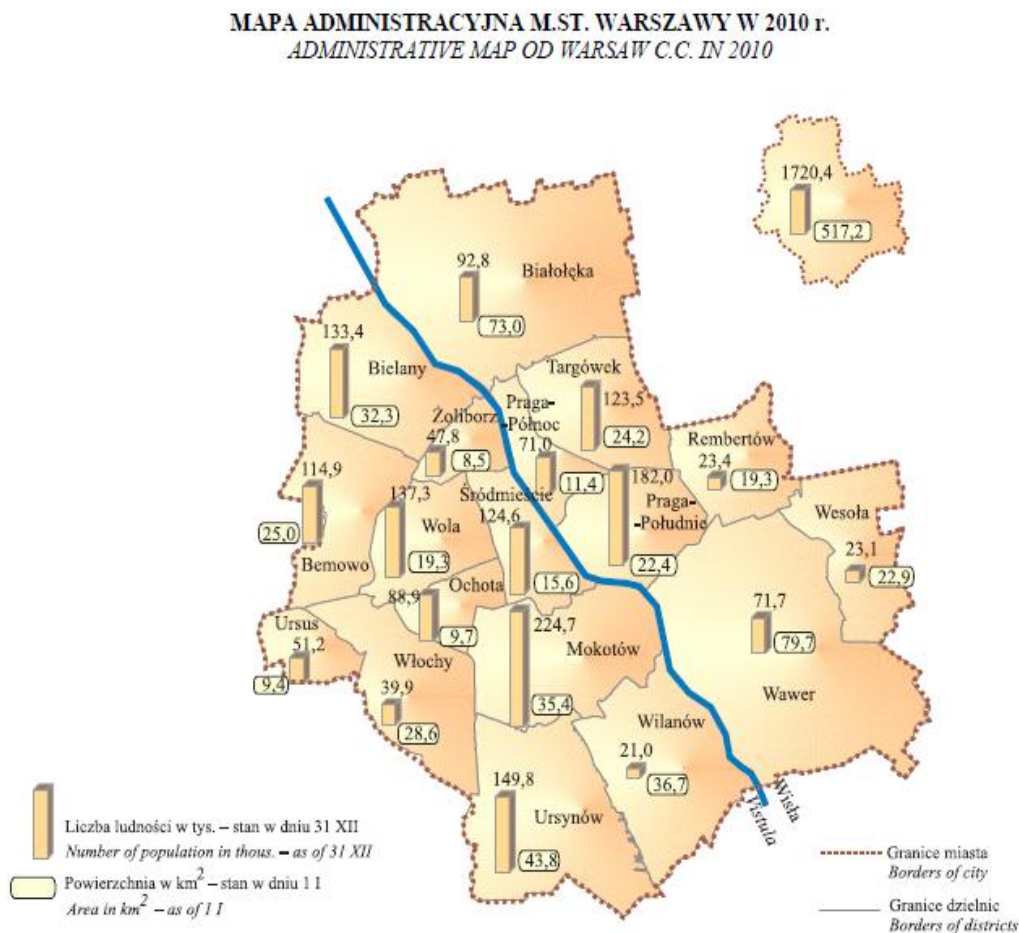 MAPA ADMINISTRACYJNA M.ST. WARSZAWY W 2010 r.
ADMINISTRATIVE MAP OD WARSAW C.C. IN 2010
1720,4
517,2
92,8
Białołęka
73,0
133,4
Bielany
32,3
Targówek
123,5
24,2
Żoliborz
47,8
8,5
Praga-
-Północ
71,0
11,4
Rembertów
23,4
19,3
114,9
25,0
Bemowo
137,3
Wola
19,3
Śródmieście
124,6
15,6
182,0
Praga-
-Południe
22,4
Wesoła
23,1
22,9
Ochota
88,9
9,7
Ursus
51,2
9,4
Włochy
39,9
28,6
224,7
Mokotów
35,4
71,7
79,7
Wawer
Wilanów
21,0
36,7
149,8
Ursynów
43,8
Wisła
Vistula
Liczba ludności w tys. – stan w dniu 31 XII
Number of population in thous. – as of 31 XII
Powierzchnia w km² – stan w dniu 1 I
Area in km² – as of 1 I
Granice miasta
Borders of city
Granice dzielnic
Borders of districts